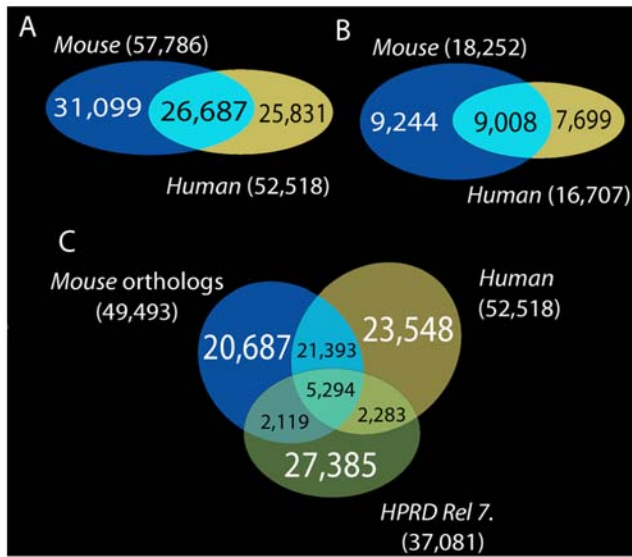 A
Mouse (57,786)
31,099
26,687
25,831
Human (52,518)
B
Mouse (18,252)
9,244
9,008
7,699
Human (16,707)
C
Mouse orthologs
(49,493)
Human
(52,518)
20,687
21,393
23,548
5,294
2,119
2,283
27,385
HPRD Rel 7.
(37,081)